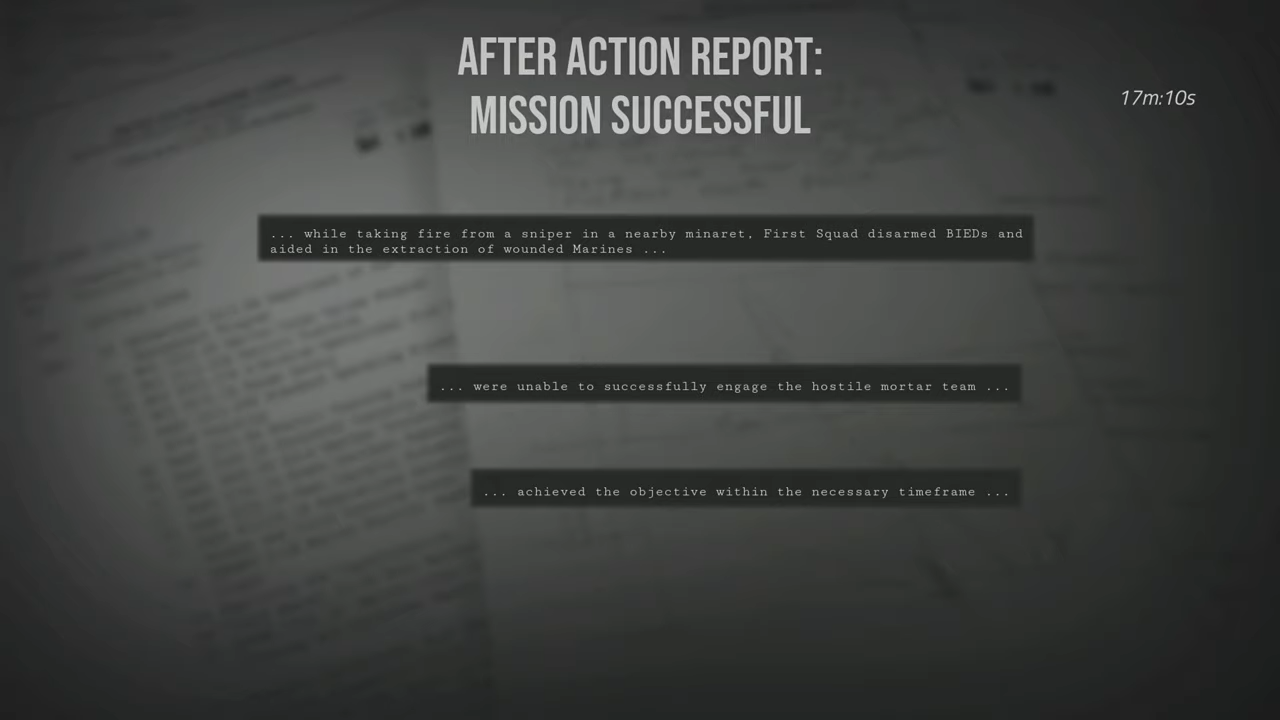 AFTER ACTION REPORT:
MISSION SUCCESSFUL
17m:10s
... while taking fire from a sniper in a nearby minaret, First Squad disarmed BIEDs and
aided in the extraction of wounded Marines ...
... were unable to successfully engage the hostile mortar team ...
... achieved the objective within the necessary timeframe ...